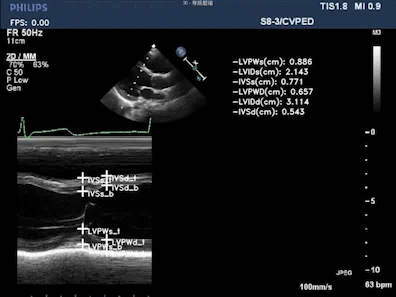 PHILIPS
TIS1.8 MI 0.9
FPS: 0.00
S8-3/CVPED
FR 50Hz
11cm
M3
2D / MM
70% 63%
C 50
P Low
Gen
-LVPWs(cm): 0.886
-LVIDs(cm): 2.143
-IVSs(cm): 0.771
-LVPWD(cm): 0.657
-LVIDd(cm): 3.114
-IVSd(cm): 0.543
-0
IVSd_t
IVSd_b
IVSs_b
-5
LVPWs_t
LVPWd_t
LVPWs_b
JPEG
-10
100mm/s
63 bpm